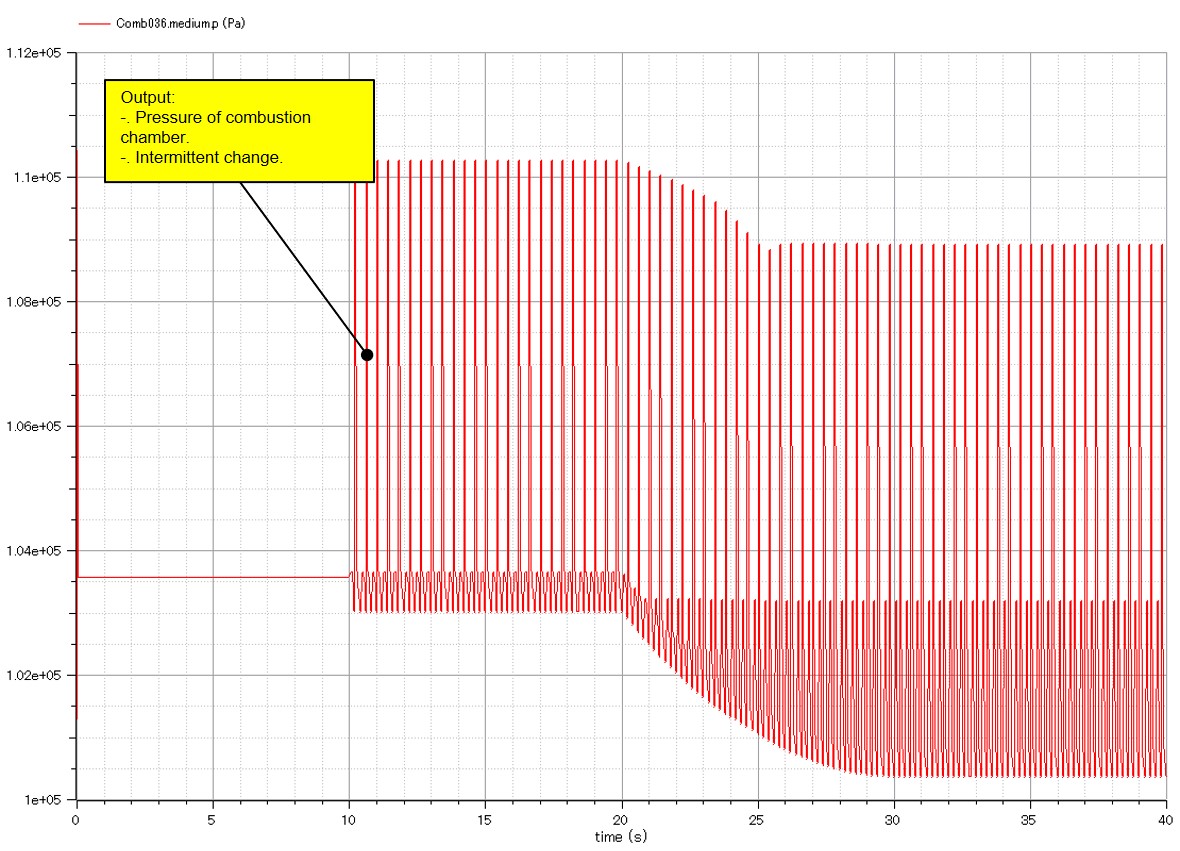 Comb036.medium.p (Pa)
1.12e+05
Output:
-. Pressure of combustion
chamber.
-. Intermittent change.
1.1e+05
1.08e+05
1.06e+05
1.04e+05
1.02e+05
1e+05
0 5 10 15 20 25 30 35 40
time (s)